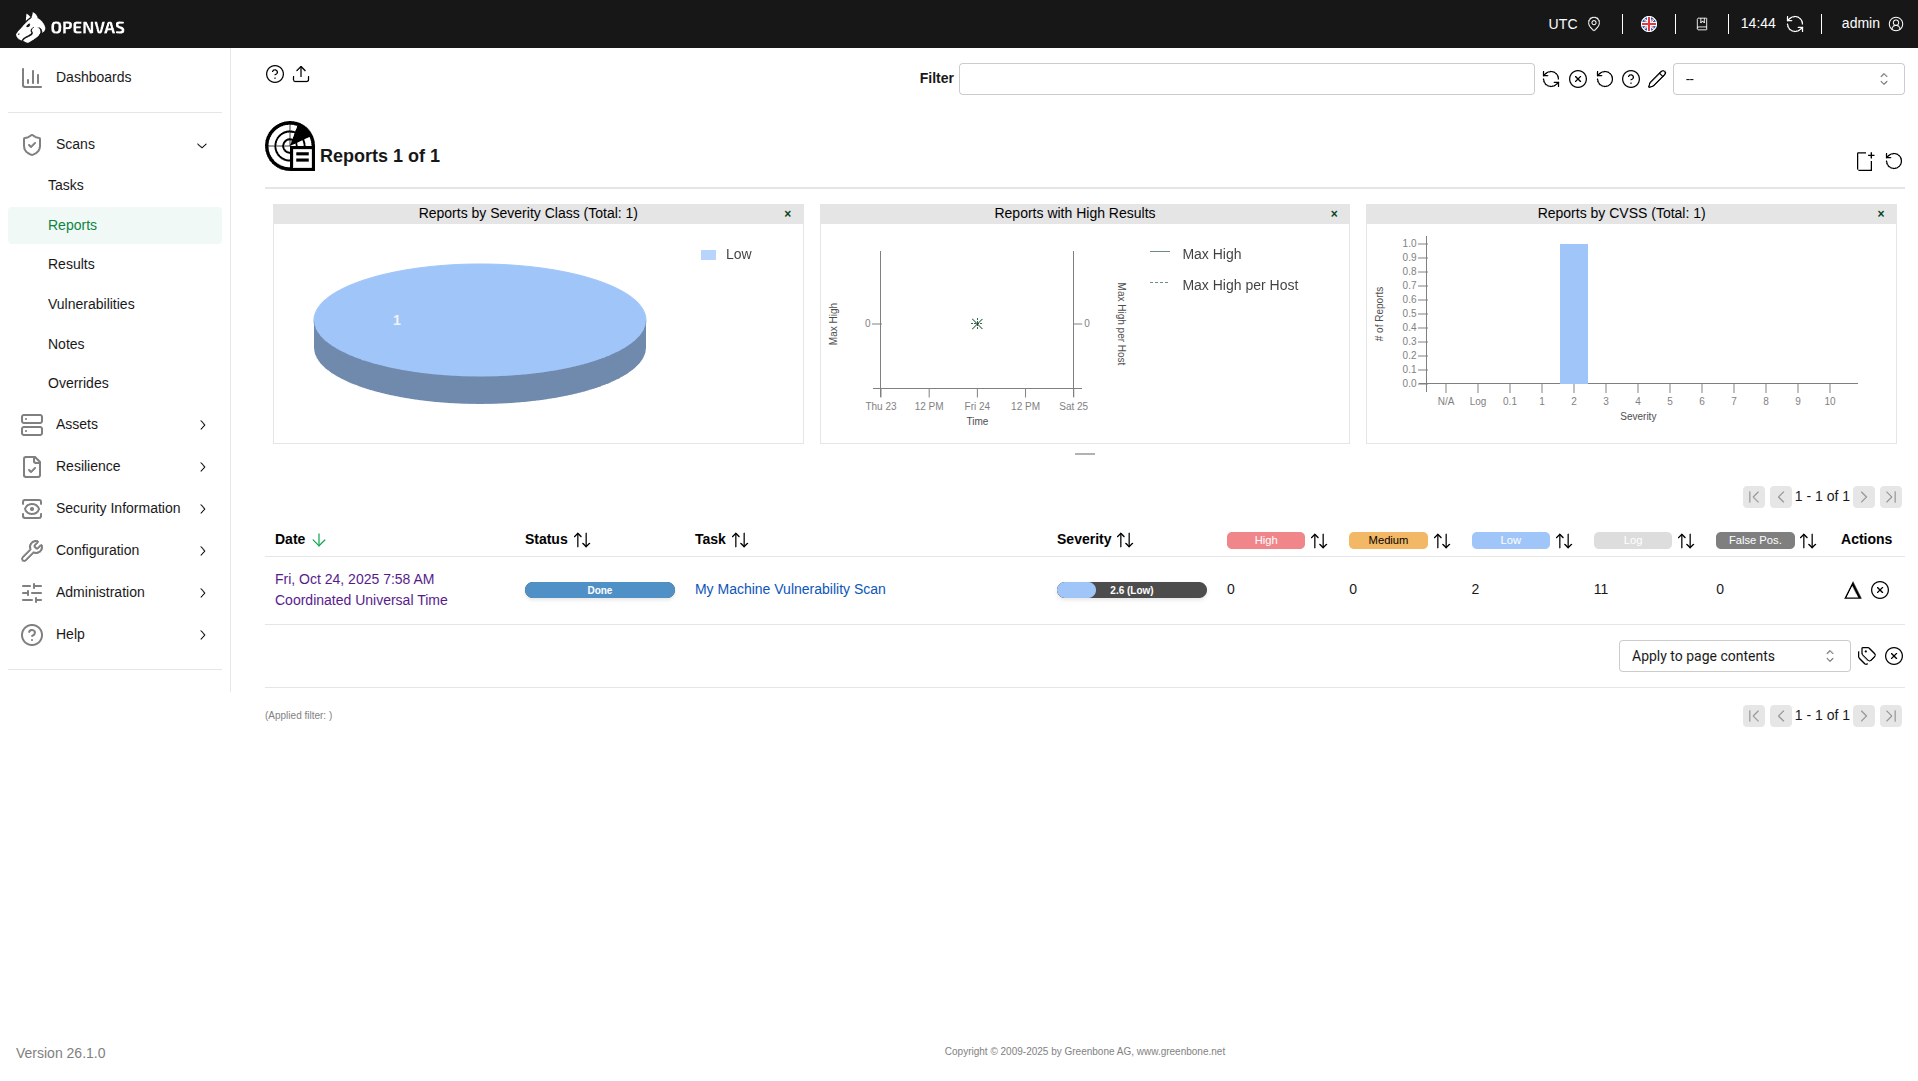 OPENVAS
UTC
14:44
admin
Dashboards
Scans
Tasks
Reports
Results
Vulnerabilities
Notes
Overrides
Assets
Resilience
Security Information
Configuration
Administration
Help
Version 26.1.0
Filter
--
Reports 1 of 1
Reports by Severity Class (Total: 1)
×
Low
1
Reports with High Results
×
Max High
Max High per Host
Max High
0
0
Max High per Host
Thu 23 12 PM Fri 24 12 PM Sat 25
Time
Reports by CVSS (Total: 1)
×
# of Reports
1.0
0.9
0.8
0.7
0.6
0.5
0.4
0.3
0.2
0.1
0.0
N/A Log 0.1 1 2 3 4 5 6 7 8 9 10
Severity
1 - 1 of 1
Date Status Task Severity High Medium Low Log False Pos. Actions
Fri, Oct 24, 2025 7:58 AM
Coordinated Universal Time
Done My Machine Vulnerability Scan 2.6 (Low) 0 0 2 11 0
Apply to page contents
(Applied filter: )
1 - 1 of 1
Copyright © 2009-2025 by Greenbone AG, www.greenbone.net